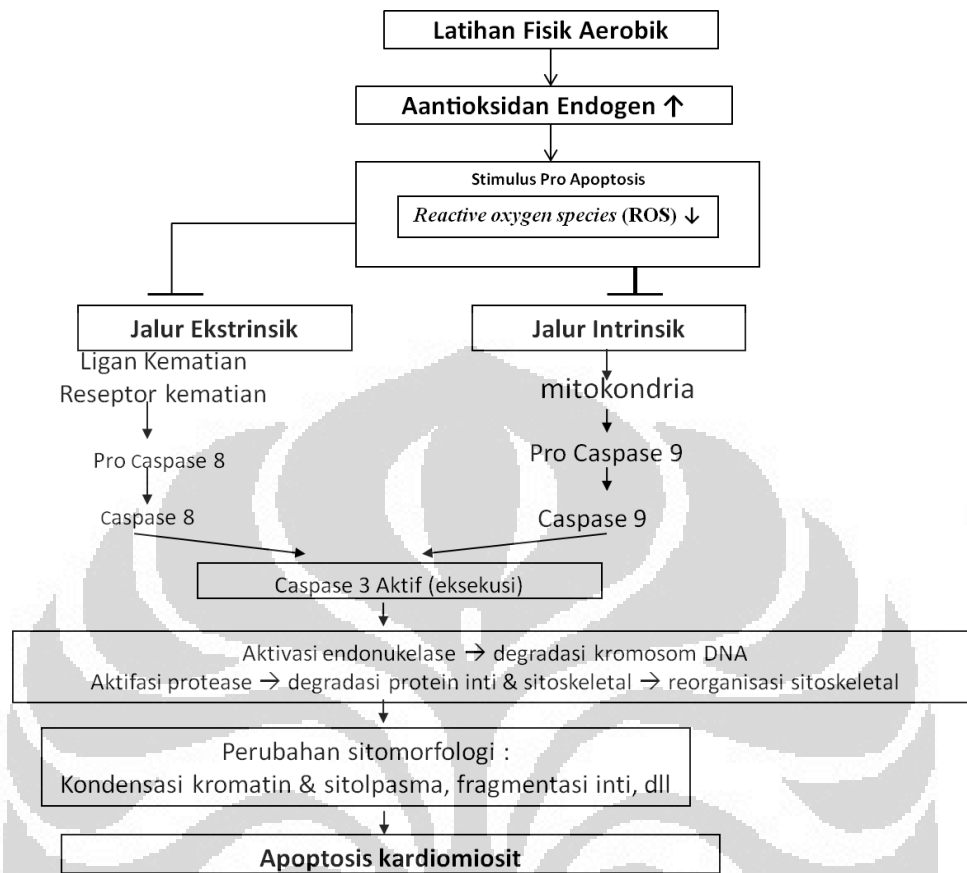 Latihan Fisik Aerobik
Aantioksidan Endogen ↑
Stimulus Pro Apoptosis
Reactive oxygen species (ROS) ↓
Jalur Ekstrinsik
Ligan Kematian
Reseptor kematian
Pro Caspase 8
Caspase 8
Jalur Intrinsik
mitokondria
Pro Caspase 9
Caspase 9
Caspase 3 Aktif (eksekusi)
Aktivasi endonukelase → degradasi kromosom DNA
Aktifasi protease → degradasi protein inti & sitoskeletal → reorganisasi sitoskeletal
Perubahan sitomorfologi :
Kondensasi kromatin & sitolpasma, fragmentasi inti, dll
Apoptosis kardiomiosit